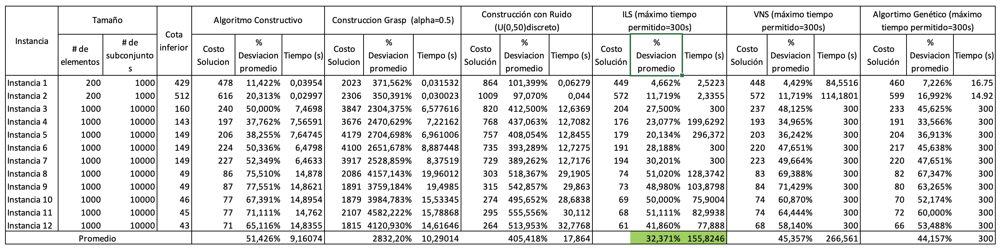 Instancia
Tamaño
# de elementos
# de subconjunto s
Cota inferior
Algoritmo Constructivo
Costo Solucion
% Desviacion promedio
Tiempo (s)
Construccion Grasp (alpha=0.5)
Costo Solucion
% Desviacion promedio
Tiempo (s)
Construcción con Ruido (U(0,50)discreto)
Costo Solución
% Desviacion promedio
Tiempo (s)
ILS (máximo tiempo permitido=300s)
Costo Solución
% Desviacion promedio
Tiempo (s)
VNS (máximo tiempo permitido=300s)
Costo Solución
% Desviacion promedio
Tiempo (s)
Algortimo Genético (máximo tiempo permitido=300s)
Costo Solución
% Desviacion promedio
Tiempo (s)
Instancia 1 200 1000 429 478 11,422% 0,03954 2023 371,562% 0,031532 864 101,399% 0,06279 449 4,662% 2,5223 448 4,429% 84,5516 460 7,226% 16.75
Instancia 2 200 1000 512 616 20,313% 0,02997 2306 350,391% 0,030023 1009 97,070% 0,044 572 11,719% 2,3355 572 11,719% 114,1801 599 16,992% 14.92
Instancia 3 1000 10000 160 240 50,000% 7,4698 3847 2304,375% 6,577616 820 412,500% 12,6369 204 27,500% 300 237 48,125% 300 233 45,625% 300
Instancia 4 1000 10000 143 197 37,762% 7,56591 3676 2470,629% 7,22162 768 437,063% 12,7082 176 23,077% 199,6292 193 34,965% 300 191 33,566% 300
Instancia 5 1000 10000 149 206 38,255% 7,64745 4179 2704,698% 6,961006 757 408,054% 12,8455 179 20,134% 296,372 203 36,242% 300 204 36,913% 300
Instancia 6 1000 10000 149 224 50,336% 6,4798 4100 2651,678% 8,887448 735 393,289% 12,7275 191 28,188% 300 220 47,651% 300 217 45,638% 300
Instancia 7 1000 10000 149 227 52,349% 6,4633 3917 2528,859% 8,37519 729 389,262% 12,7176 194 30,201% 300 223 49,664% 300 220 47,651% 300
Instancia 8 1000 10000 49 86 75,510% 14,878 2086 4157,143% 19,96012 303 518,367% 29,1905 74 51,020% 128,3742 83 69,388% 300 82 67,347% 300
Instancia 9 1000 10000 49 87 77,551% 14,8621 1891 3759,184% 19,4985 315 542,857% 29,863 73 48,980% 103,8798 84 71,429% 300 80 63,265% 300
Instancia 10 1000 10000 46 77 67,391% 14,8954 1879 3984,783% 15,53345 274 495,652% 28,6838 69 50,000% 75,9004 74 60,870% 300 70 52,174% 300
Instancia 11 1000 10000 45 77 71,111% 14,762 2107 4582,222% 15,78868 295 555,556% 30,112 68 51,111% 82,9938 74 64,444% 300 72 60,000% 300
Instancia 12 1000 10000 43 71 65,116% 14,8355 1815 4120,930% 14,61646 264 513,953% 32,7768 61 41,860% 77,888 68 58,140% 300 66 53,488% 300
Promedio 51,426% 9,16074 2832,20% 10,29014 405,418% 17,864 32,371% 155,8246 45,357% 266,561 44,157% 300